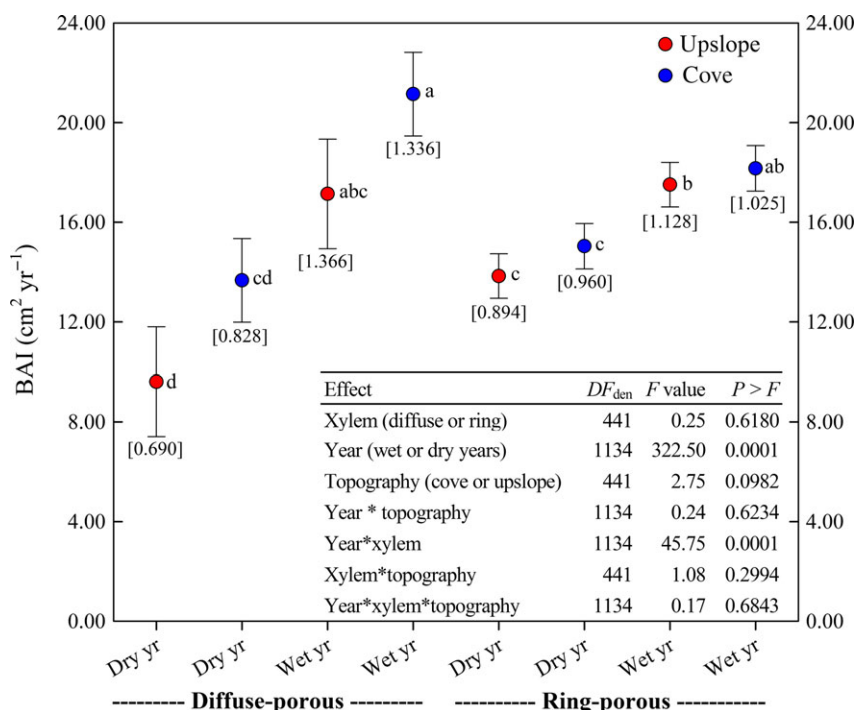 24.00
20.00
16.00
12.00
8.00
4.00
0.00
BAI (cm² yr⁻¹)
24.00
20.00
16.00
12.00
8.00
4.00
0.00
Upslope
Cove
d
[0.690]
cd
[0.828]
abc
[1.366]
a
[1.336]
c
[0.894]
c
[0.960]
b
[1.128]
ab
[1.025]
Effect DFden F value P > F
Xylem (diffuse or ring) 441 0.25 0.6180
Year (wet or dry years) 1134 322.50 0.0001
Topography (cove or upslope) 441 2.75 0.0982
Year * topography 1134 0.24 0.6234
Year*xylem 1134 45.75 0.0001
Xylem*topography 441 1.08 0.2994
Year*xylem*topography 1134 0.17 0.6843
Dry yr Dry yr Wet yr Wet yr Dry yr Dry yr Wet yr Wet yr
--------- Diffuse-porous --------- --------- Ring-porous ---------